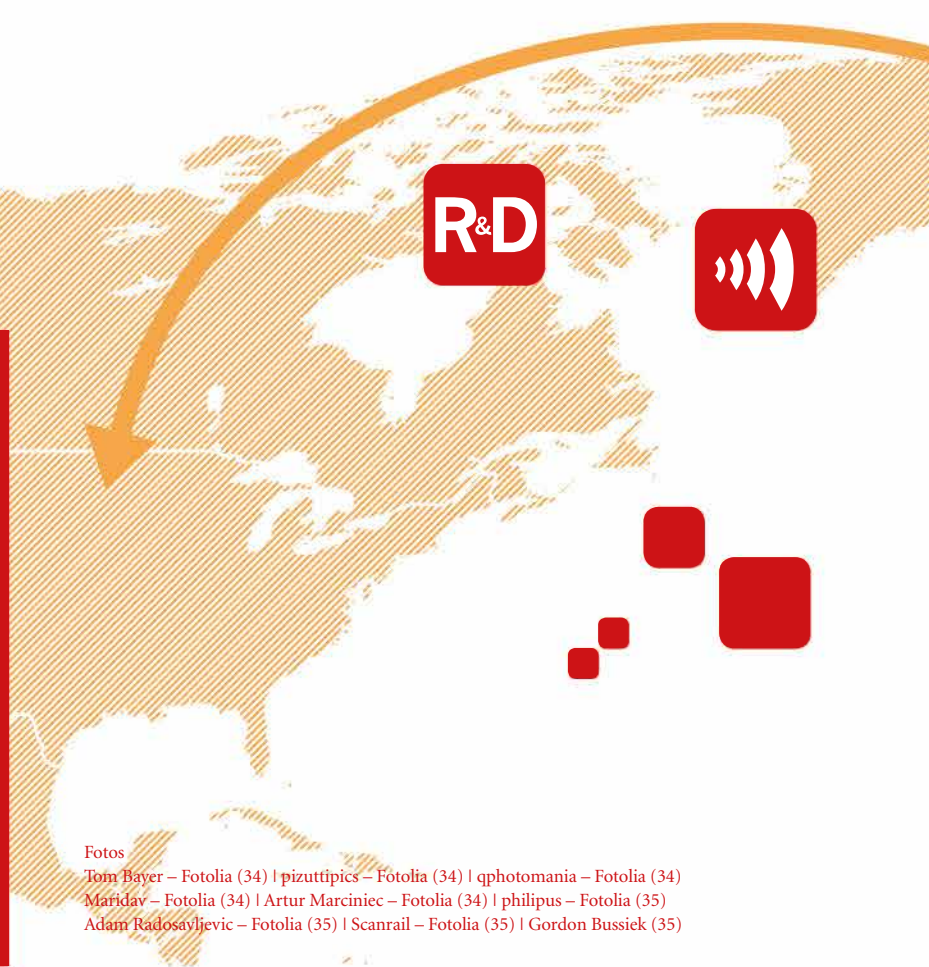 R&D
Fotos
Tom Bayer – Fotolia (34) | pizuttipics – Fotolia (34) | qphotomania – Fotolia (34)
Maridav – Fotolia (34) | Artur Marciniec – Fotolia (34) | philipus – Fotolia (35)
Adam Radosavljevic – Fotolia (35) | Scanrail – Fotolia (35) | Gordon Bussiek (35)